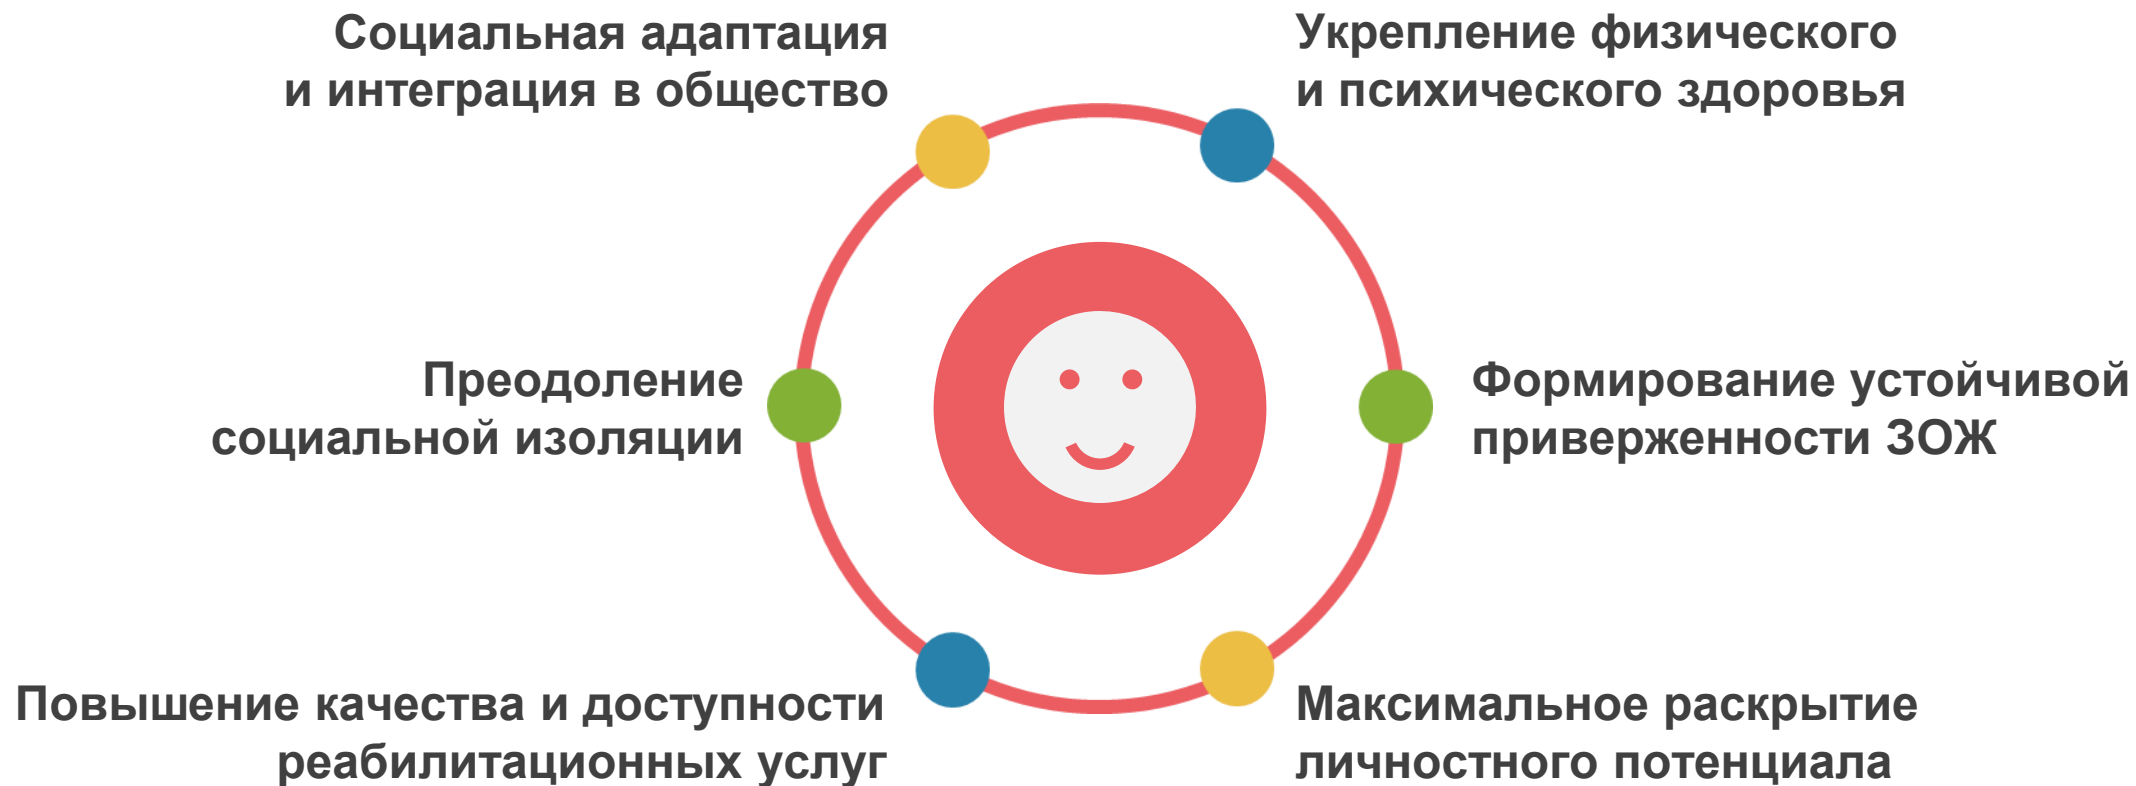 Социальная адаптация
и интеграция в общество
Укрепление физического
и психического здоровья
Преодоление
социальной изоляции
Формирование устойчивой
приверженности ЗОЖ
Повышение качества и доступности
реабилитационных услуг
Максимальное раскрытие
личностного потенциала